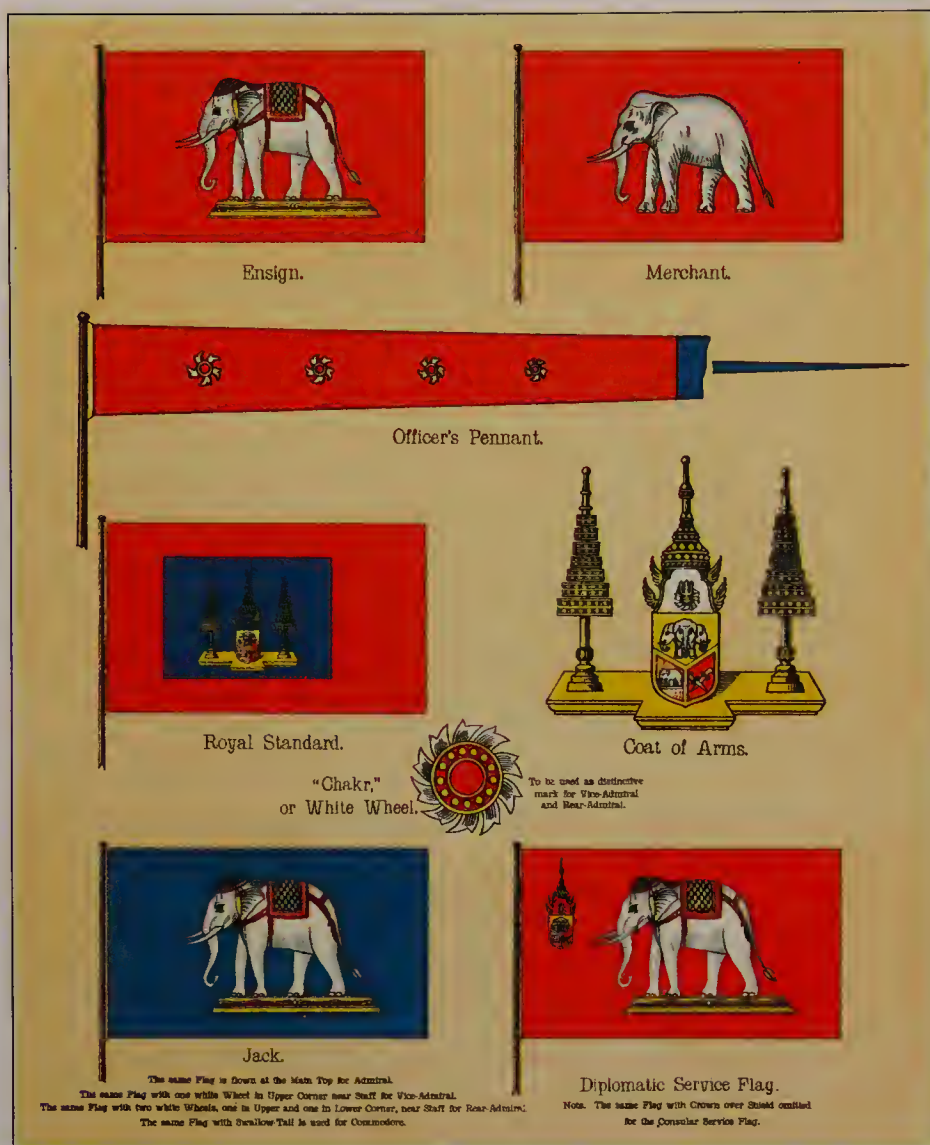 Ensign.
Merchant.
Officer's Pennant.
Royal Standard.
Coat of Arms.
"Chakr,"
or White Wheel.
To be used as distinctive
mark for Vice-Admiral
and Rear-Admiral.
Jack.
The same Flag is flown at the Main Top for Admiral.
The same Flag with one white Wheel in Upper Corner near Staff for Vice-Admiral.
The same Flag with two white Wheels, one in Upper and one in Lower Corner, near Staff for Rear-Admiral.
The same Flag with Swallow-Tail is used for Commodore.
Diplomatic Service Flag.
Note. The same Flag with Crown over Shield omitted
for the Consular Service Flag.